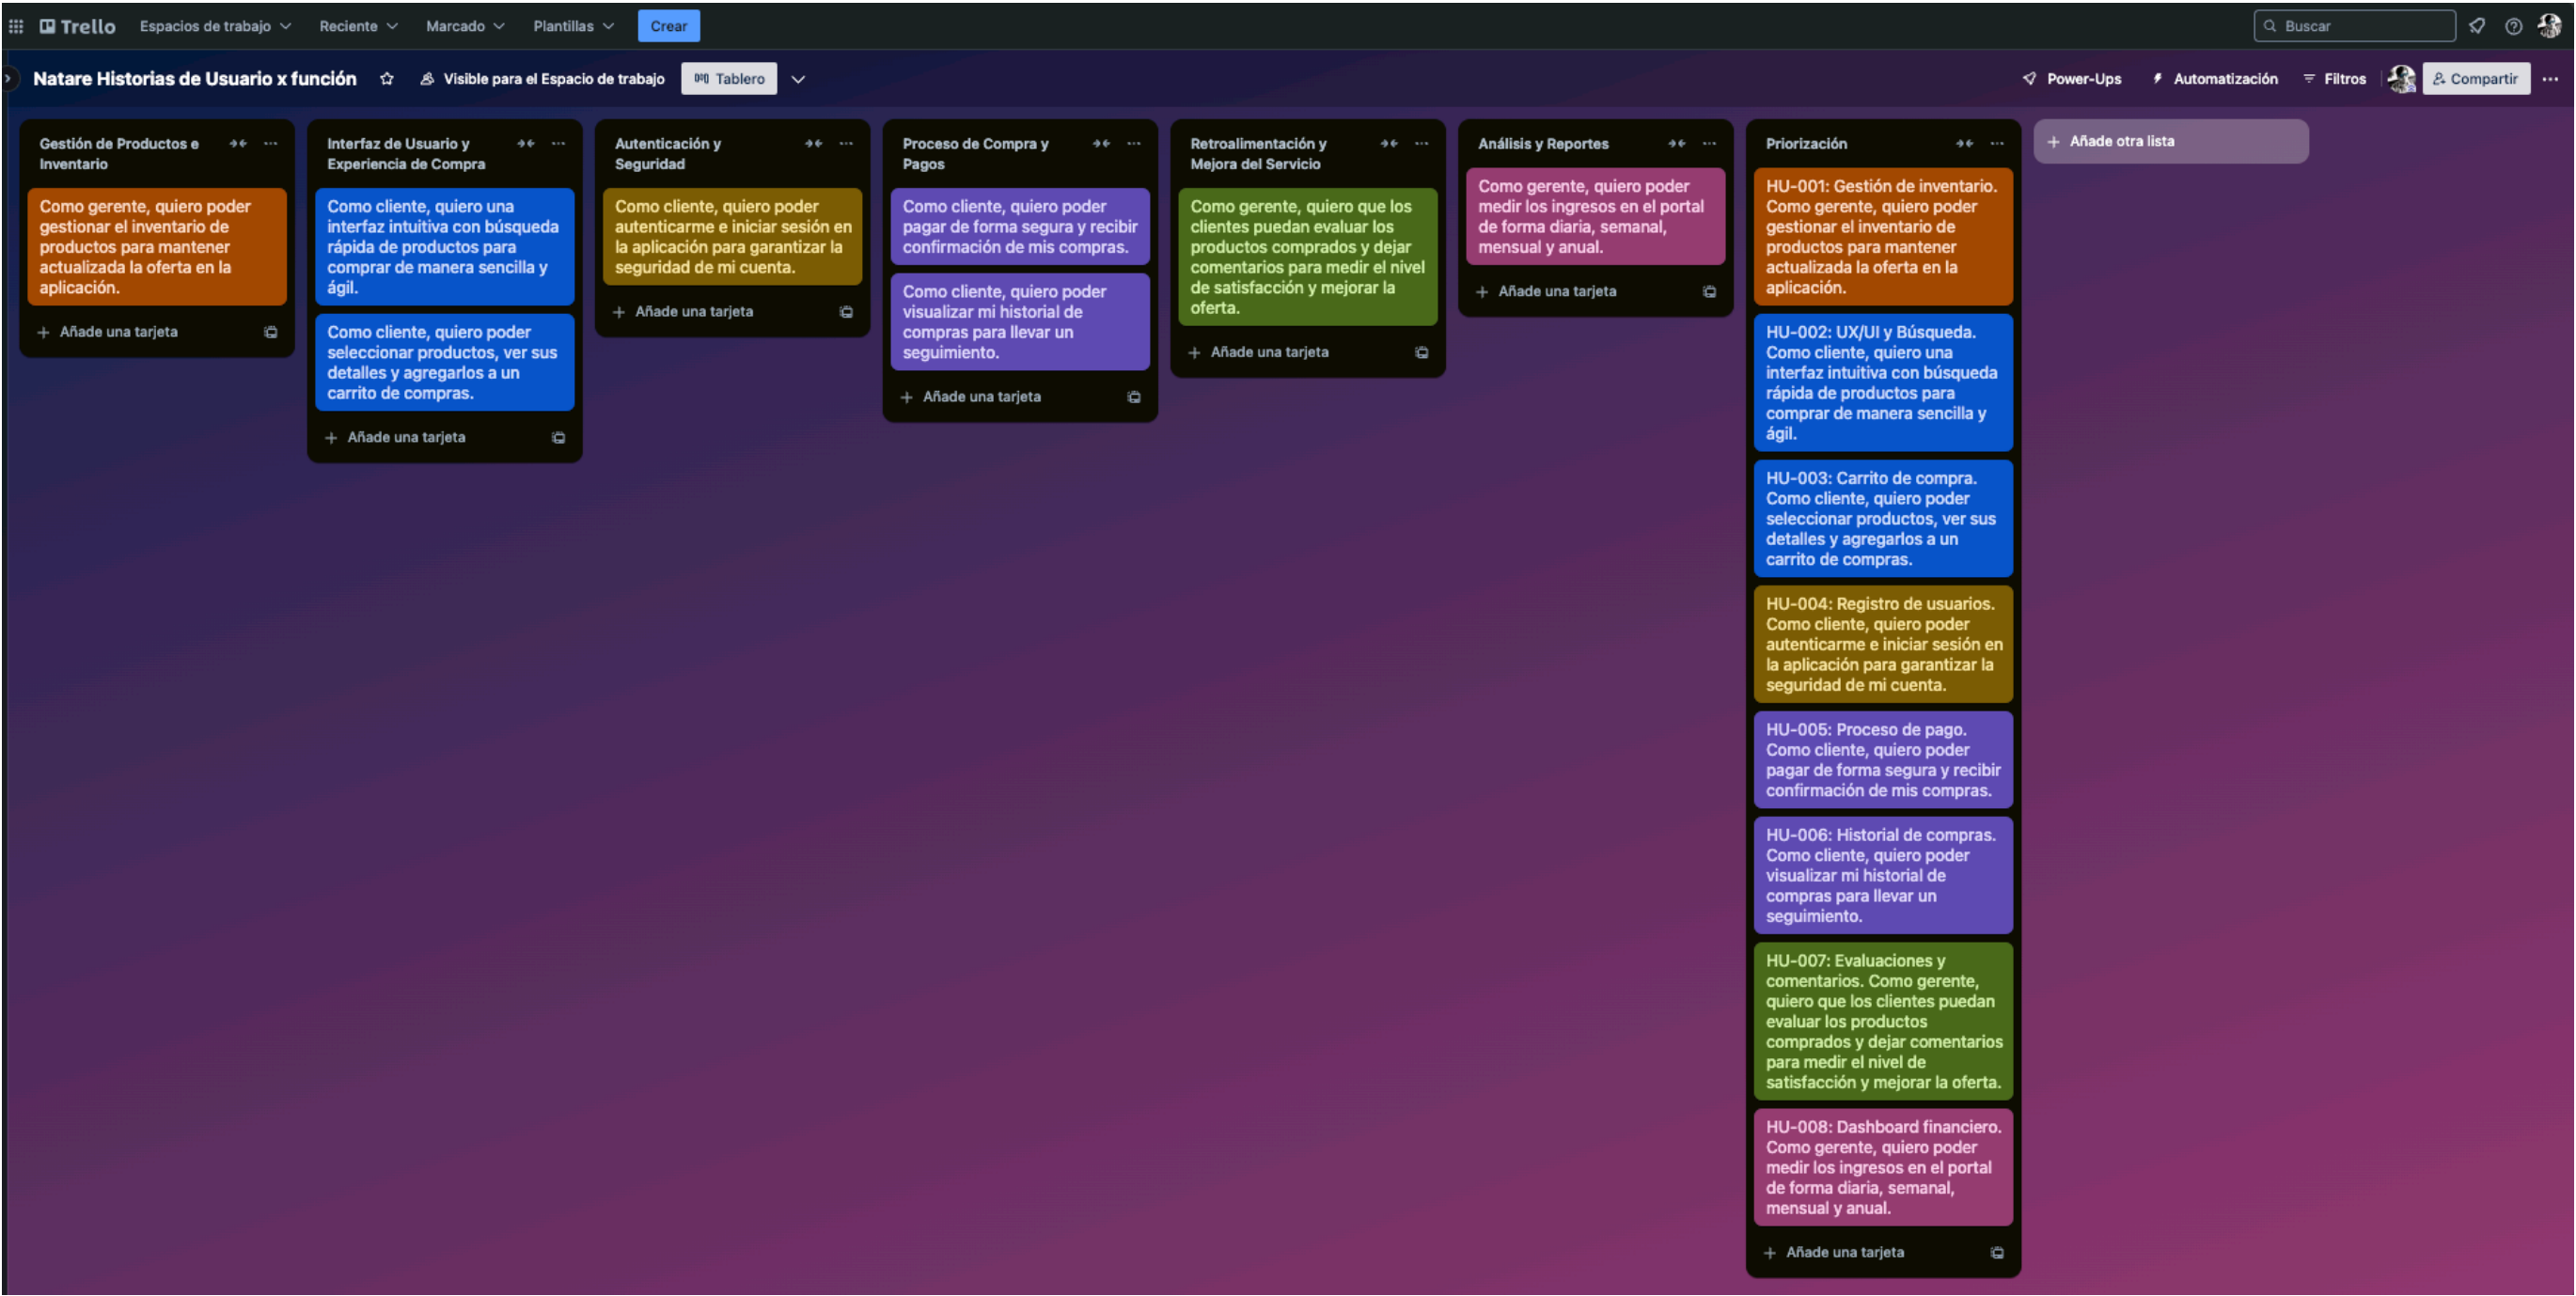 Trello
Espacios de trabajo
Reciente
Marcado
Plantillas
Crear
Buscar
Natare Historias de Usuario x función
Visible para el Espacio de trabajo
Tablero
Power-Ups
Automatización
Filtros
Compartir
Gestión de Productos e
Inventario
Como gerente, quiero poder
gestionar el inventario de
productos para mantener
actualizada la oferta en la
aplicación.
Añade una tarjeta
Interfaz de Usuario y
Experiencia de Compra
Como cliente, quiero una
interfaz intuitiva con búsqueda
rápida de productos para
comprar de manera sencilla y
ágil.
Como cliente, quiero poder
seleccionar productos, ver sus
detalles y agregarlos a un
carrito de compras.
Añade una tarjeta
Autenticación y
Seguridad
Como cliente, quiero poder
autenticarme e iniciar sesión en
la aplicación para garantizar la
seguridad de mi cuenta.
Añade una tarjeta
Proceso de Compra y
Pagos
Como cliente, quiero poder
pagar de forma segura y recibir
confirmación de mis compras.
Como cliente, quiero poder
visualizar mi historial de
compras para llevar un
seguimiento.
Añade una tarjeta
Retroalimentación y
Mejora del Servicio
Como gerente, quiero que los
clientes puedan evaluar los
productos comprados y dejar
comentarios para medir el nivel
de satisfacción y mejorar la
oferta.
Añade una tarjeta
Análisis y Reportes
Como gerente, quiero poder
medir los ingresos en el portal
de forma diaria, semanal,
mensual y anual.
Añade una tarjeta
Priorización
HU-001: Gestión de inventario.
Como gerente, quiero poder
gestionar el inventario de
productos para mantener
actualizada la oferta en la
aplicación.
HU-002: UX/UI y Búsqueda.
Como cliente, quiero una
interfaz intuitiva con búsqueda
rápida de productos para
comprar de manera sencilla y
ágil.
HU-003: Carrito de compra.
Como cliente, quiero poder
seleccionar productos, ver sus
detalles y agregarlos a un
carrito de compras.
HU-004: Registro de usuarios.
Como cliente, quiero poder
autenticarme e iniciar sesión en
la aplicación para garantizar la
seguridad de mi cuenta.
HU-005: Proceso de pago.
Como cliente, quiero poder
pagar de forma segura y recibir
confirmación de mis compras.
HU-006: Historial de compras.
Como cliente, quiero poder
visualizar mi historial de
compras para llevar un
seguimiento.
HU-007: Evaluaciones y
comentarios. Como gerente,
quiero que los clientes puedan
evaluar los productos
comprados y dejar comentarios
para medir el nivel de
satisfacción y mejorar la oferta.
HU-008: Dashboard financiero.
Como gerente, quiero poder
medir los ingresos en el portal
de forma diaria, semanal,
mensual y anual.
Añade una tarjeta
Añade otra lista